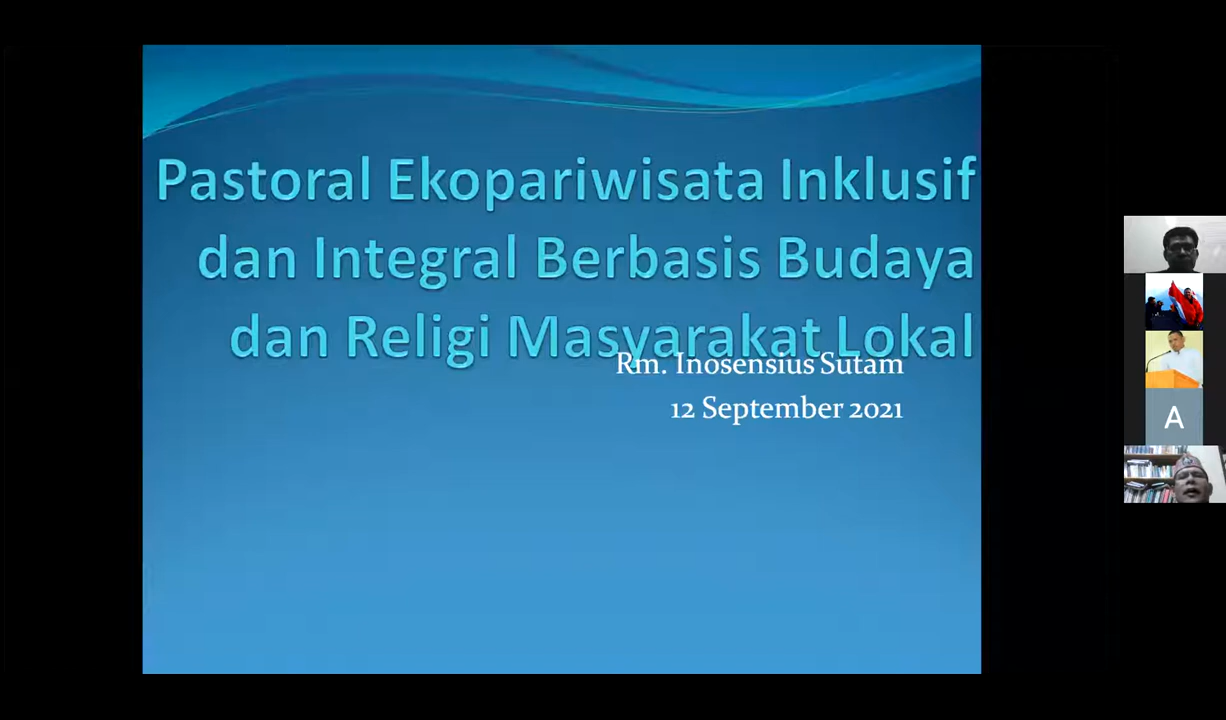 Pastoral Ekopariwisata Inklusif
dan Integral Berbasis Budaya
dan Religi Masyarakat Lokal
Rm. Inosensius Sutam
12 September 2021
A